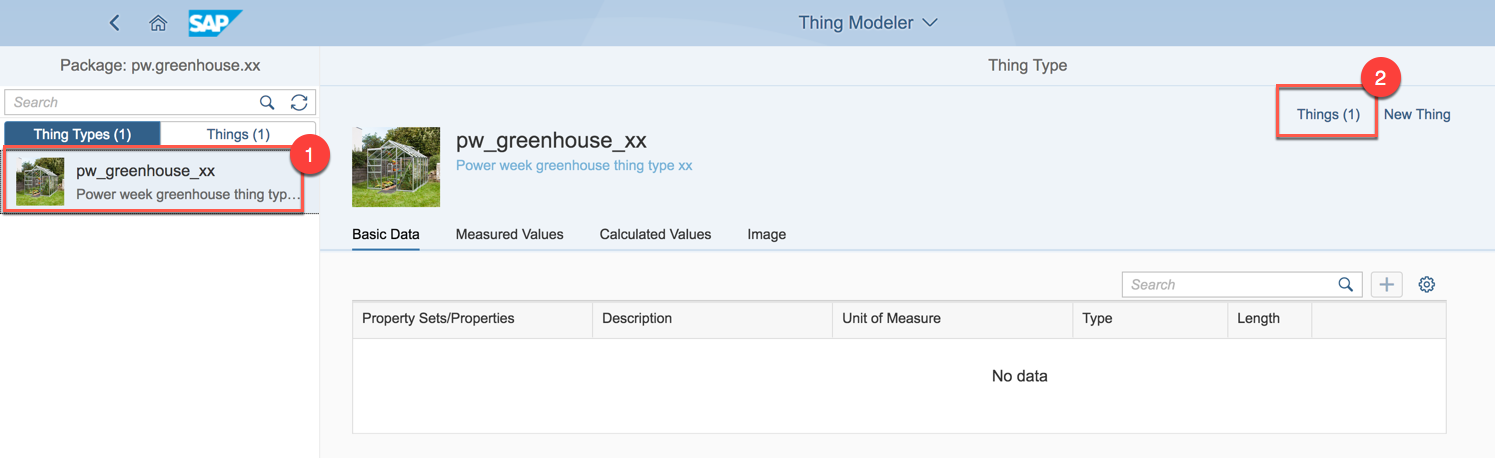 SAP
Thing Modeler
Package: pw.greenhouse.xx
Thing Type
Search
2
Things (1)
New Thing
Thing Types (1)
Things (1)
1
pw_greenhouse_xx
Power week greenhouse thing typ...
pw_greenhouse_xx
Power week greenhouse thing type xx
Basic Data
Measured Values
Calculated Values
Image
Search
Property Sets/Properties
Description
Unit of Measure
Type
Length
No data